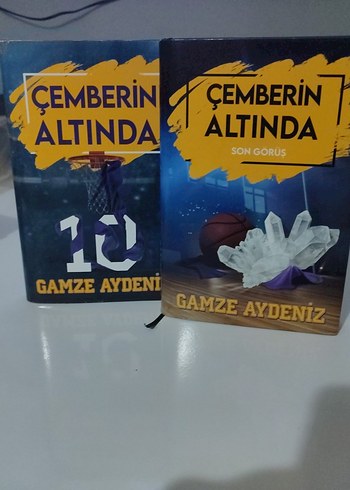 ÇEMBERİN
ALTINDA
10
GAMZE AYDENİZ
ÇEMBERİN
ALTINDA
SON GÖRÜŞ
GAMZE AYDENİZ